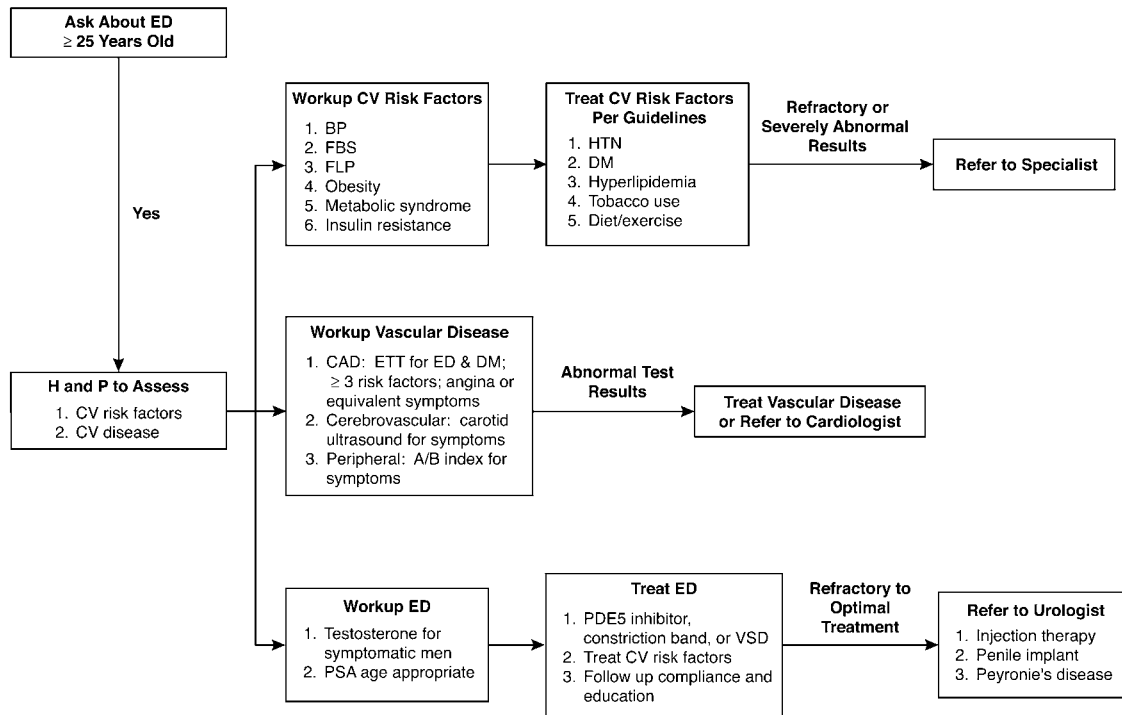 Ask About ED
≥ 25 Years Old
Yes
H and P to Assess
1. CV risk factors
2. CV disease
Workup CV Risk Factors
1. BP
2. FBS
3. FLP
4. Obesity
5. Metabolic syndrome
6. Insulin resistance
Treat CV Risk Factors
Per Guidelines
1. HTN
2. DM
3. Hyperlipidemia
4. Tobacco use
5. Diet/exercise
Refractory or
Severely Abnormal
Results
Refer to Specialist
Workup Vascular Disease
1. CAD: ETT for ED & DM;
≥ 3 risk factors; angina or
equivalent symptoms
2. Cerebrovascular: carotid
ultrasound for symptoms
3. Peripheral: A/B index for
symptoms
Abnormal Test
Results
Treat Vascular Disease
or Refer to Cardiologist
Workup ED
1. Testosterone for
symptomatic men
2. PSA age appropriate
Treat ED
1. PDE5 inhibitor,
constriction band, or VSD
2. Treat CV risk factors
3. Follow up compliance and
education
Refractory to
Optimal
Treatment
Refer to Urologist
1. Injection therapy
2. Penile implant
3. Peyronie's disease